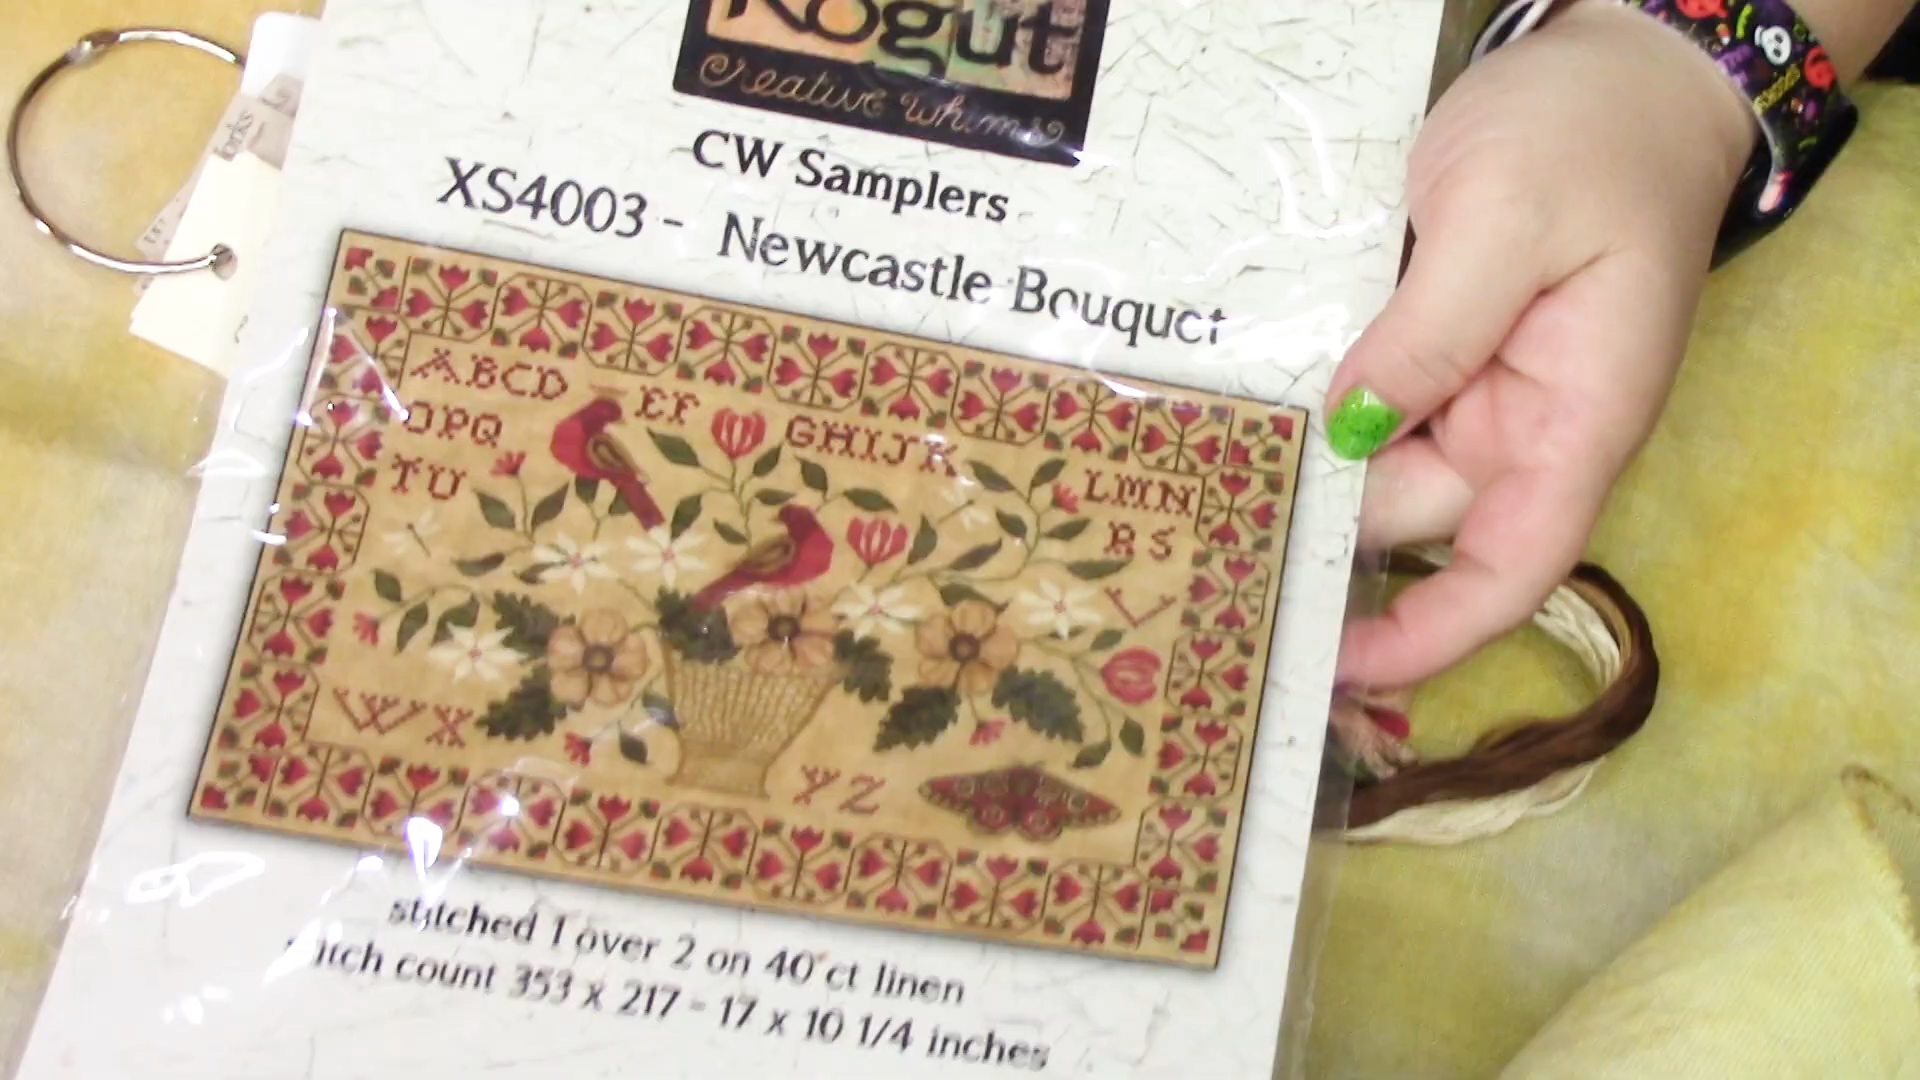 Kogut
Creative Whims
CW Samplers
XS4003 - Newcastle Bouquet
ABCD
EF
GHIJK
OPQ
LMN
TU
RS
WX
YZ
stitched 1 over 2 on 40 ct linen
stitch count 353 x 217 - 17 x 10 1/4 inches